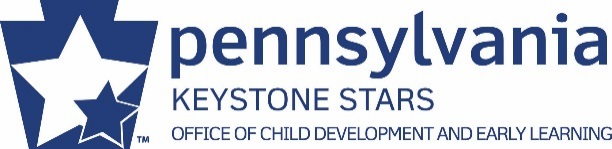 pennsylvania
KEYSTONE STARS
OFFICE OF CHILD DEVELOPMENT AND EARLY LEARNING
TM